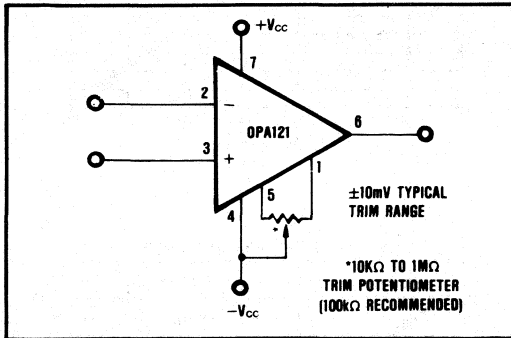 +Vcc
7
2
−
OPA121
6
3
+
1
5
4
*
±10mV TYPICAL
TRIM RANGE
*10KΩ TO 1MΩ
TRIM POTENTIOMETER
(100kΩ RECOMMENDED)
−Vcc